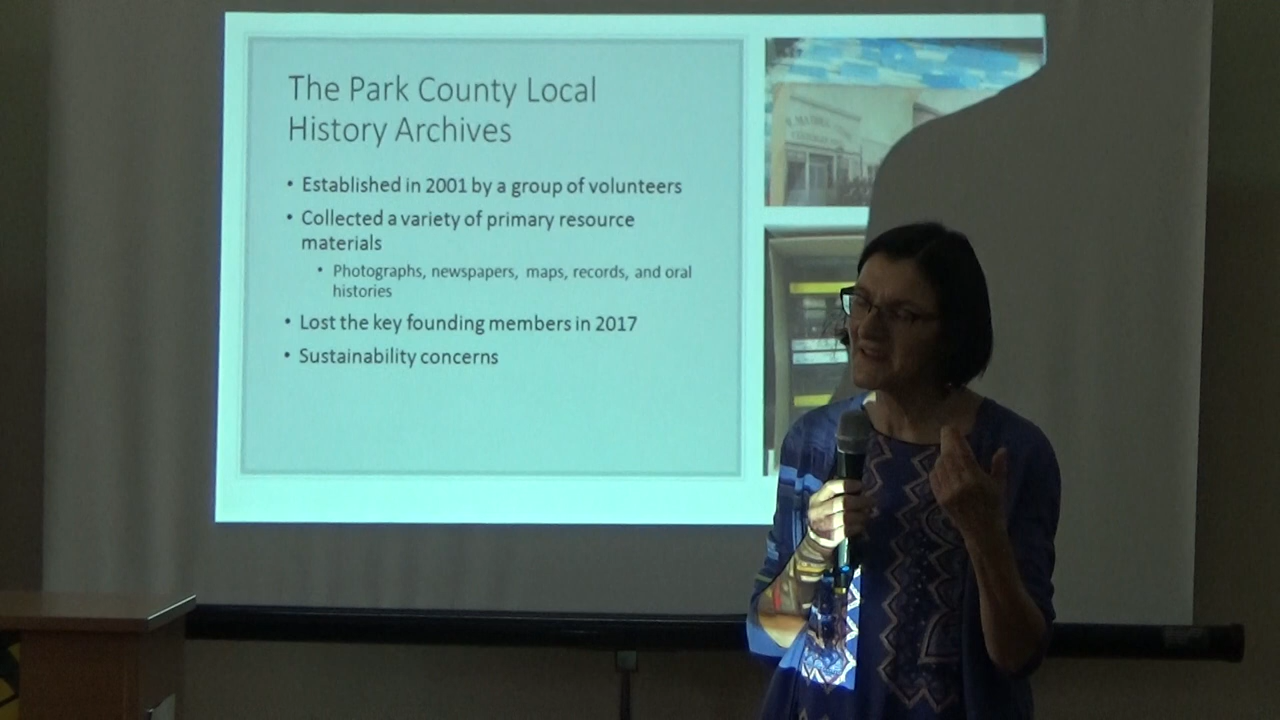 The Park County Local
History Archives
• Established in 2001 by a group of volunteers
• Collected a variety of primary resource
materials
• Photographs, newspapers, maps, records, and oral
histories
• Lost the key founding members in 2017
• Sustainability concerns